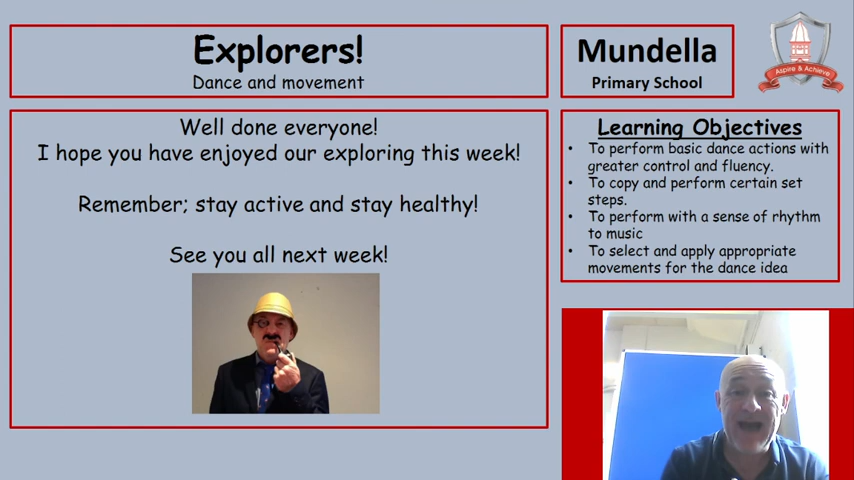 Explorers!
Dance and movement
Mundella
Primary School
Aspire & Achieve
Well done everyone!
I hope you have enjoyed our exploring this week!
Remember; stay active and stay healthy!
See you all next week!
Learning Objectives
• To perform basic dance actions with
greater control and fluency.
• To copy and perform certain set
steps.
• To perform with a sense of rhythm
to music
• To select and apply appropriate
movements for the dance idea